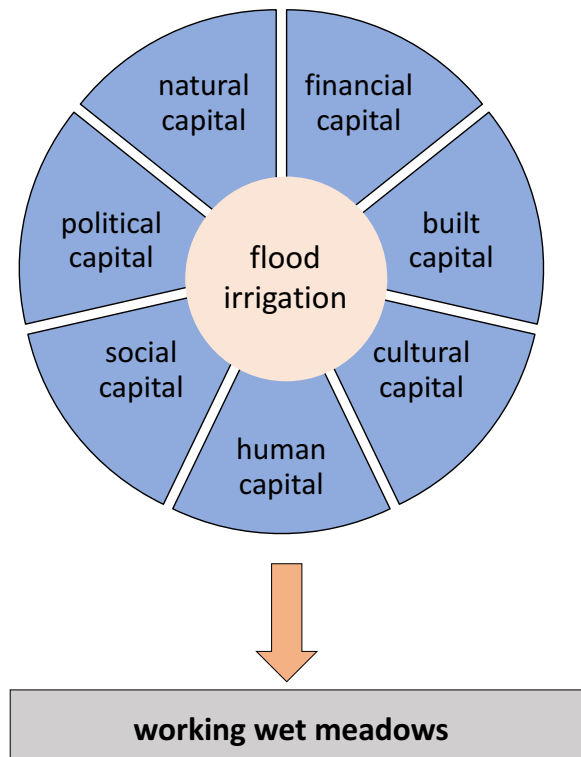 natural
capital
financial
capital
political
capital
built
capital
flood
irrigation
social
capital
cultural
capital
human
capital
working wet meadows